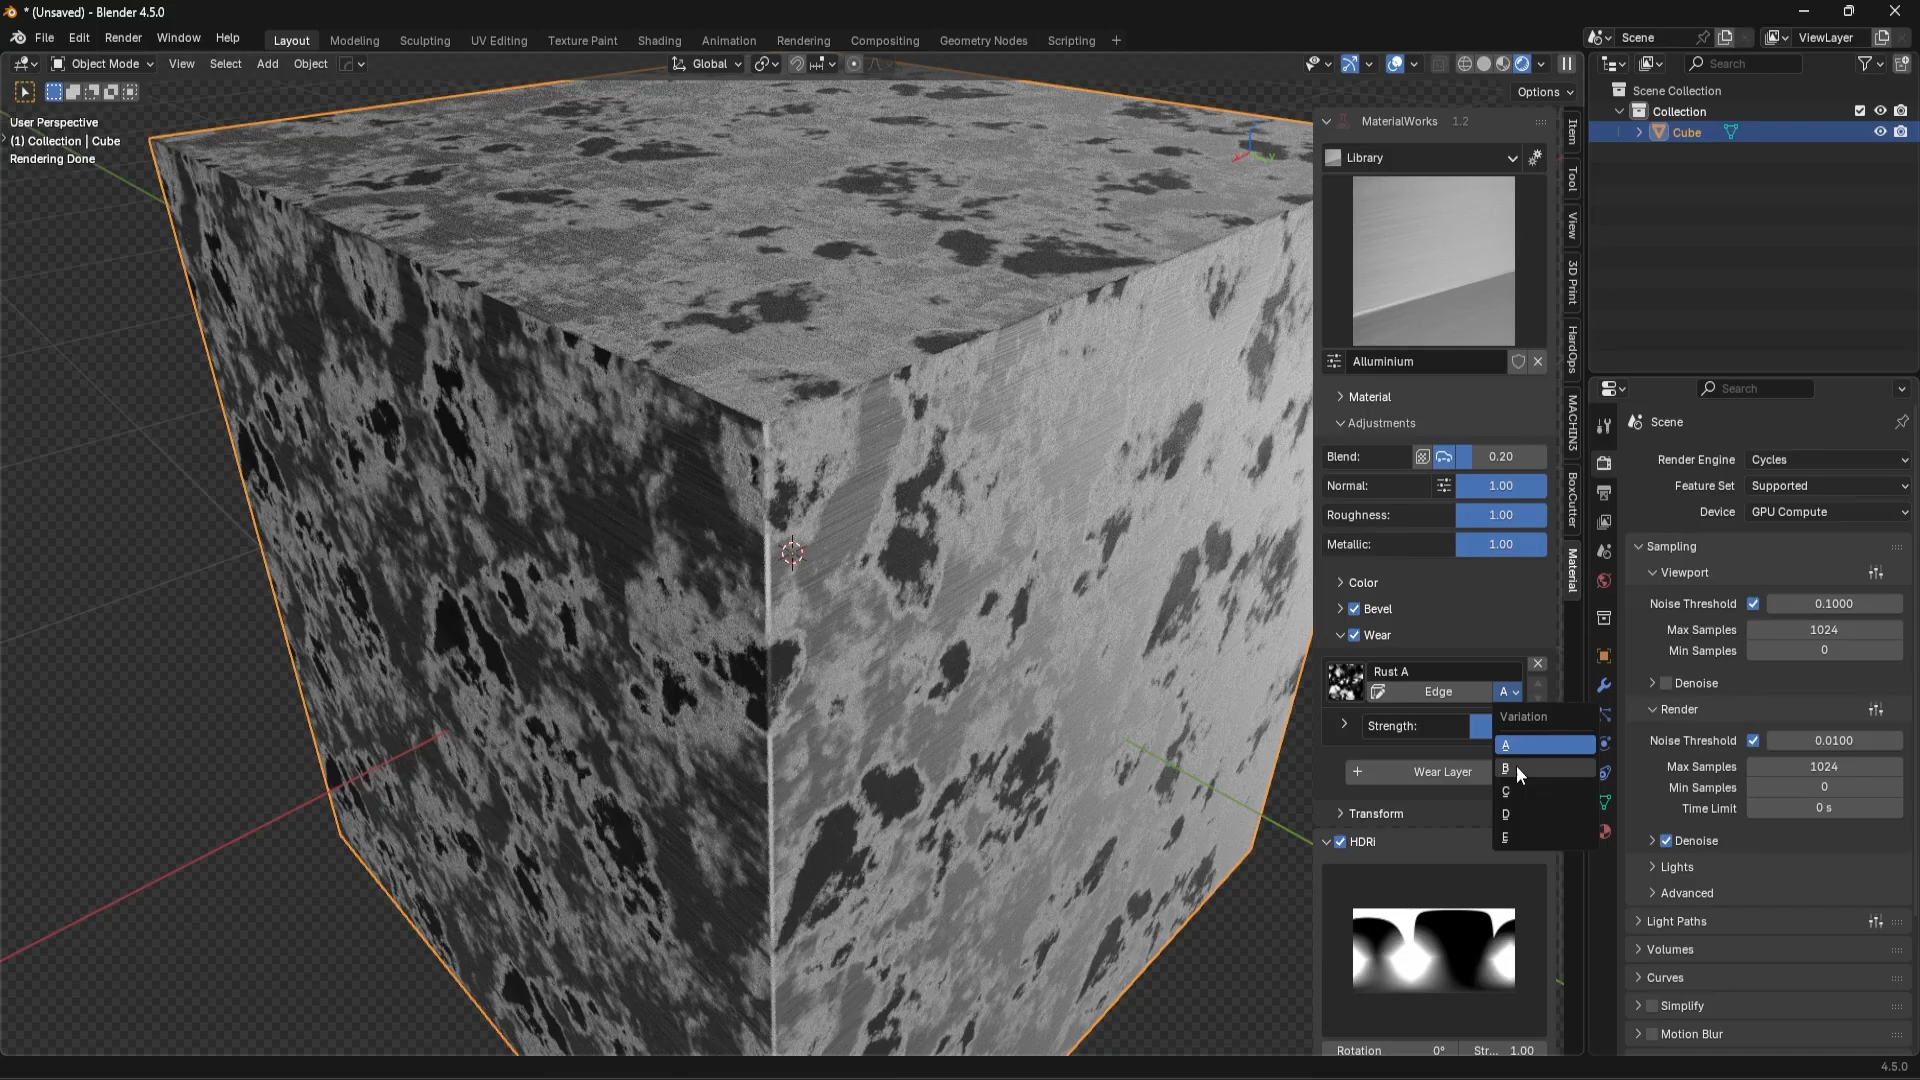 * (Unsaved) - Blender 4.5.0
File Edit Render Window Help
Layout Modeling Sculpting UV Editing Texture Paint Shading Animation Rendering Compositing Geometry Nodes Scripting +
Scene
ViewLayer
Object Mode View Select Add Object
Global
Options
User Perspective
(1) Collection | Cube
Rendering Done
MaterialWorks 1.2
Library
Alluminium
Material
Adjustments
Blend: 0.20
Normal: 1.00
Roughness: 1.00
Metallic: 1.00
Color
Bevel
Wear
Rust A
Edge A
Strength:
Variation
A
B
C
D
E
+ Wear Layer
Transform
HDRi
Rotation 0° Str... 1.00
Item
Tool
View
3D Print
HardOps
MACHIN3
BoxCutter
Material
Search
Scene Collection
Collection
Cube
Search
Scene
Render Engine Cycles
Feature Set Supported
Device GPU Compute
Sampling
Viewport
Noise Threshold 0.1000
Max Samples 1024
Min Samples 0
Denoise
Render
Noise Threshold 0.0100
Max Samples 1024
Min Samples 0
Time Limit 0 s
Denoise
Lights
Advanced
Light Paths
Volumes
Curves
Simplify
Motion Blur
4.5.0